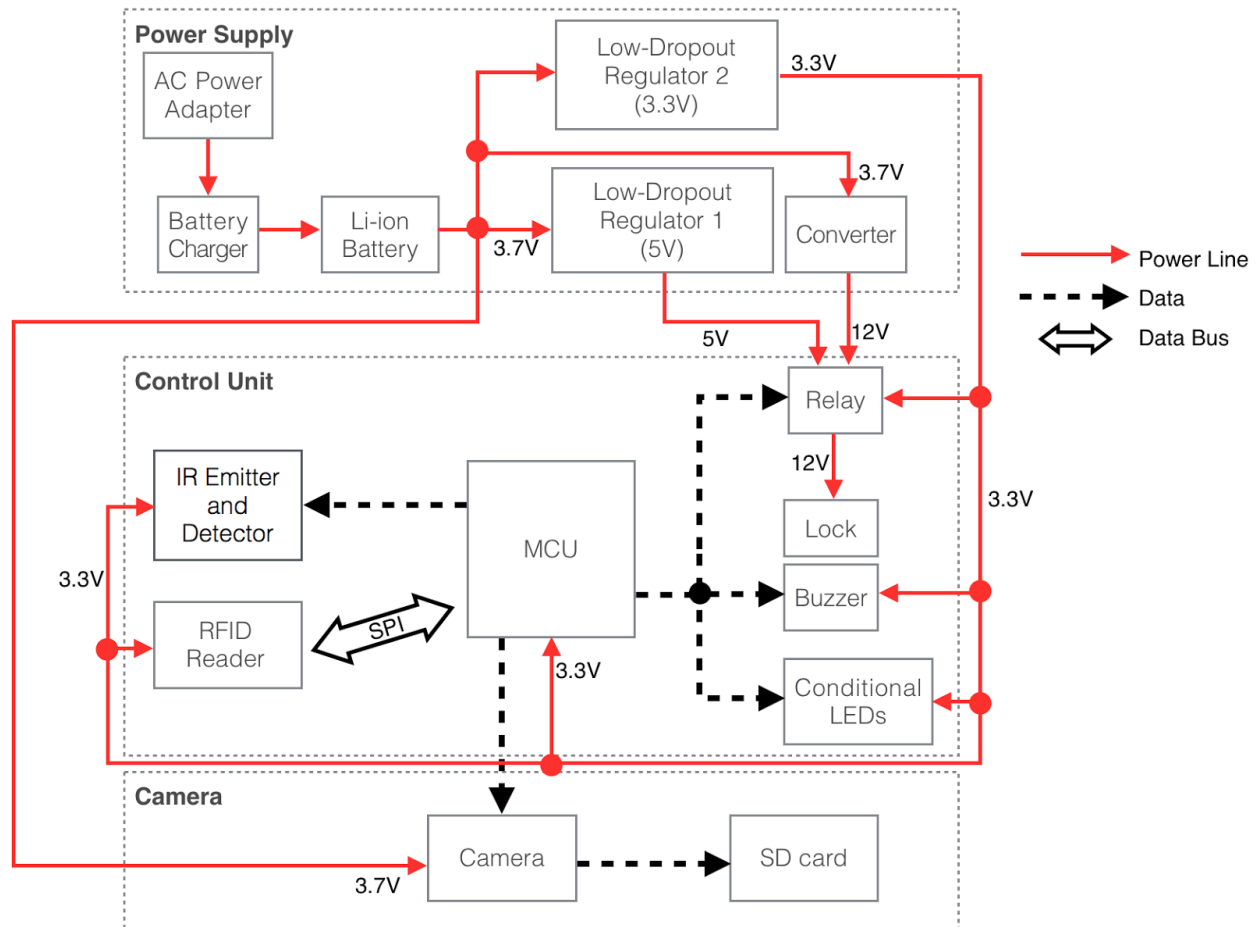 Power Supply
AC Power
Adapter
Low-Dropout
Regulator 2
(3.3V)
3.3V
Battery
Charger
Li-ion
Battery
3.7V
Low-Dropout
Regulator 1
(5V)
3.7V
Converter
Power Line
Data
Data Bus
5V
12V
Control Unit
Relay
12V
Lock
3.3V
IR Emitter
and
Detector
MCU
3.3V
Buzzer
RFID
Reader
SPI
3.3V
Conditional
LEDs
Camera
Camera
SD card
3.7V